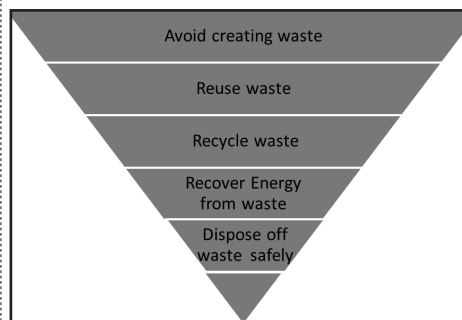 Avoid creating waste
Reuse waste
Recycle waste
Recover Energy
from waste
Dispose off
waste safely